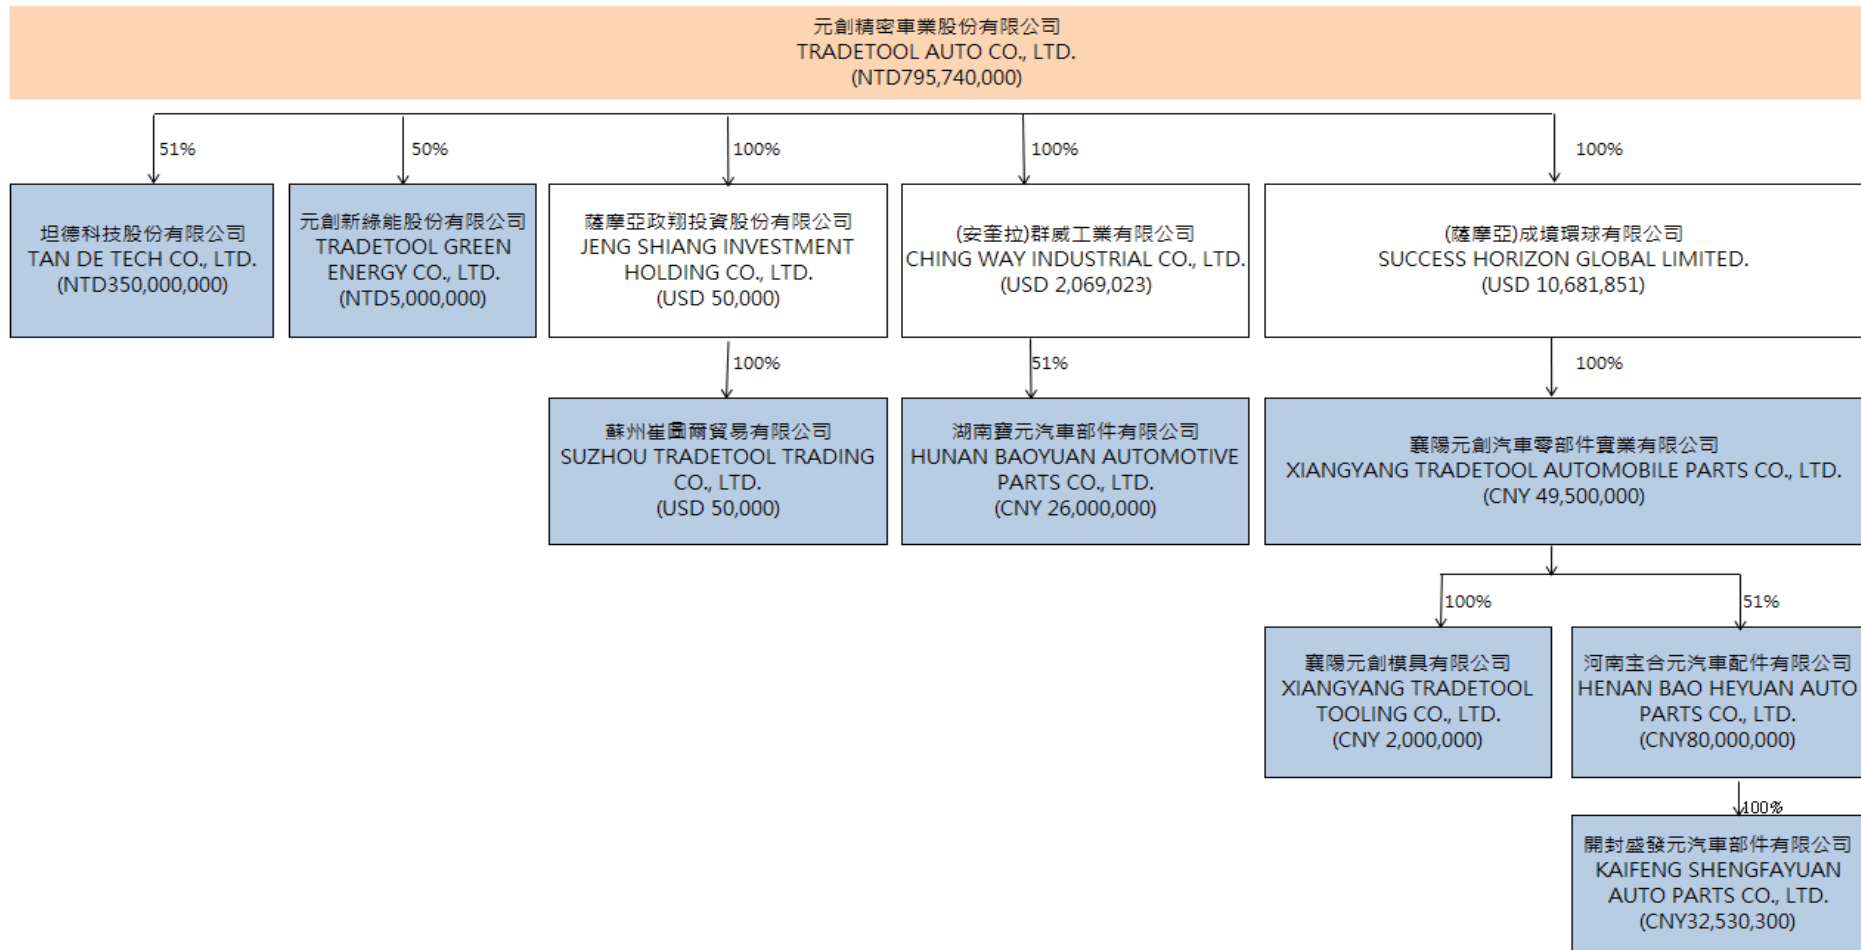 元創精密車業股份有限公司
TRADETOOL AUTO CO., LTD.
(NTD795,740,000)
51%
50%
100%
100%
100%
坦德科技股份有限公司
TAN DE TECH CO., LTD.
(NTD350,000,000)
元創新綠能股份有限公司
TRADETOOL GREEN
ENERGY CO., LTD.
(NTD5,000,000)
薩摩亞政翔投資股份有限公司
JENG SHIANG INVESTMENT
HOLDING CO., LTD.
(USD 50,000)
(安奎拉)群威工業有限公司
CHING WAY INDUSTRIAL CO., LTD.
(USD 2,069,023)
(薩摩亞)成境環球有限公司
SUCCESS HORIZON GLOBAL LIMITED.
(USD 10,681,851)
100%
51%
100%
蘇州崔圖爾貿易有限公司
SUZHOU TRADETOOL TRADING
CO., LTD.
(USD 50,000)
湖南寶元汽車部件有限公司
HUNAN BAOYUAN AUTOMOTIVE
PARTS CO., LTD.
(CNY 26,000,000)
襄陽元創汽車零部件實業有限公司
XIANGYANG TRADETOOL AUTOMOBILE PARTS CO., LTD.
(CNY 49,500,000)
100%
51%
襄陽元創模具有限公司
XIANGYANG TRADETOOL
TOOLING CO., LTD.
(CNY 2,000,000)
河南宝合元汽車配件有限公司
HENAN BAO HEYUAN AUTO
PARTS CO., LTD.
(CNY80,000,000)
100%
開封盛發元汽車部件有限公司
KAIFENG SHENGFAYUAN
AUTO PARTS CO., LTD.
(CNY32,530,300)